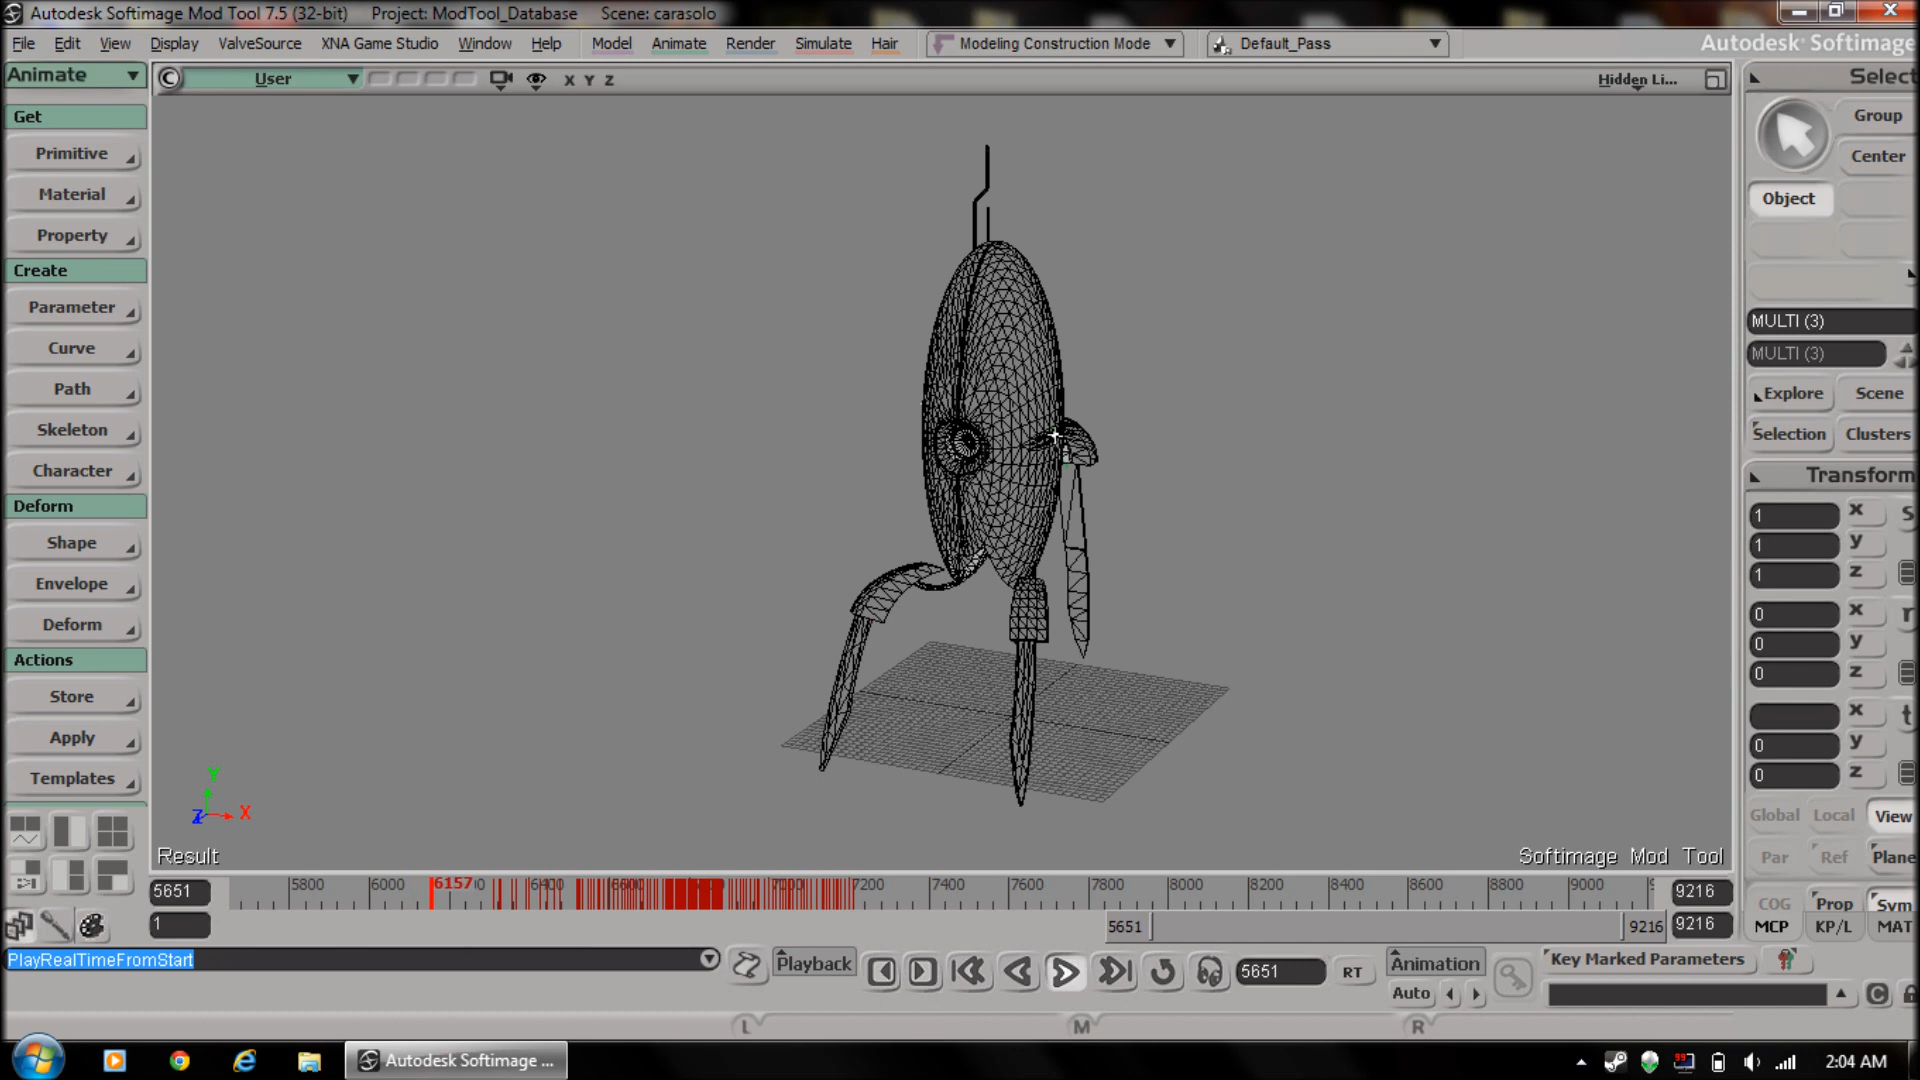 Autodesk Softimage Mod Tool 7.5 (32-bit) Project: ModTool_Database Scene: carasolo
File Edit View Display ValveSource XNA Game Studio Window Help Model Animate Render Simulate Hair Modeling Construction Mode Default_Pass Autodesk® Softimage
Animate C User X Y Z Hidden Li... Select
Get
Primitive
Material
Property
Create
Parameter
Curve
Path
Skeleton
Character
Deform
Shape
Envelope
Deform
Actions
Store
Apply
Templates
Group
Center
Object
MULTI (3)
MULTI (3)
Explore Scene
Selection Clusters
Transform
1 x S
1 y
1 z
0 x r
0 y
0 z
x t
0 y
0 z
Global Local View
Par Ref Plane
COG Prop Sym
MCP KP/L MAT
Y
Z X
Result Softimage Mod Tool
5651 5800 6000 6157 6400 7200 7400 7600 7800 8000 8200 8400 8600 8800 9000 9216
1 5651 9216 9216
PlayRealTimeFromStart Playback 5651 RT Animation Key Marked Parameters
Auto
L M R
Autodesk Softimage ... 99 2:04 AM